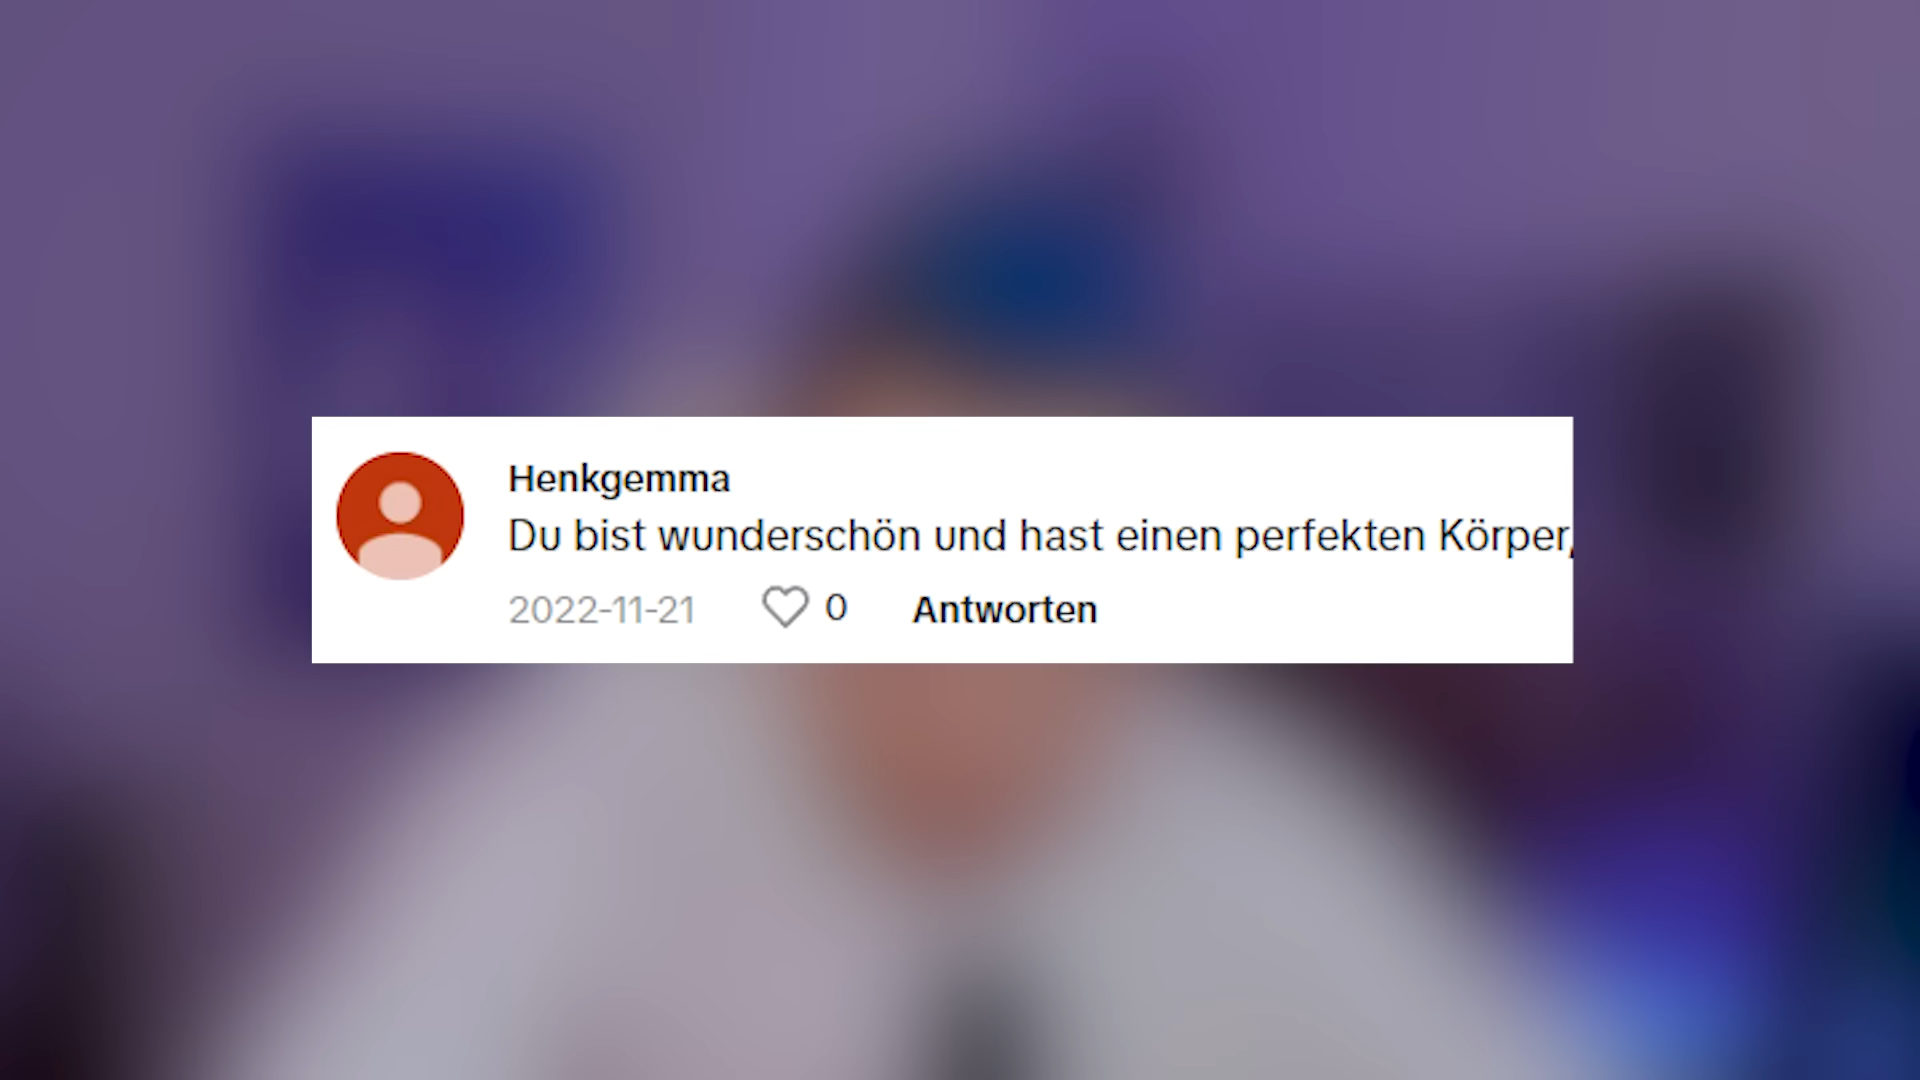 Henkgemma
Du bist wunderschön und hast einen perfekten Körper,
2022-11-21 0 Antworten